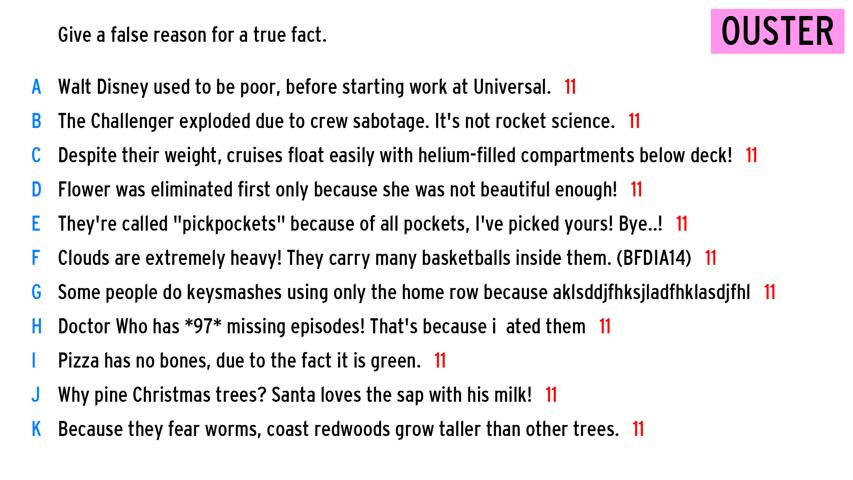 OUSTER
Give a false reason for a true fact.
A Walt Disney used to be poor, before starting work at Universal. 11
B The Challenger exploded due to crew sabotage. It's not rocket science. 11
C Despite their weight, cruises float easily with helium-filled compartments below deck! 11
D Flower was eliminated first only because she was not beautiful enough! 11
E They're called "pickpockets" because of all pockets, I've picked yours! Bye..! 11
F Clouds are extremely heavy! They carry many basketballs inside them. (BFDIA14) 11
G Some people do keysmashes using only the home row because aklsddjfhksjladfhklasdjfhl 11
H Doctor Who has *97* missing episodes! That's because i  ated them 11
I Pizza has no bones, due to the fact it is green. 11
J Why pine Christmas trees? Santa loves the sap with his milk! 11
K Because they fear worms, coast redwoods grow taller than other trees. 11